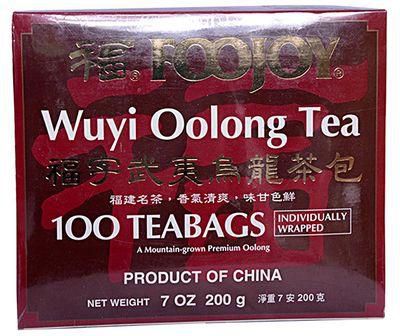 福® FOOJOY®
Wuyi Oolong Tea
福字武夷烏龍茶包
福建名茶，香氣清爽，味甘色鮮
100 TEABAGS INDIVIDUALLY WRAPPED
A Mountain-grown Premium Oolong
PRODUCT OF CHINA
NET WEIGHT 7 OZ 200 g 淨重 7 安 200 克